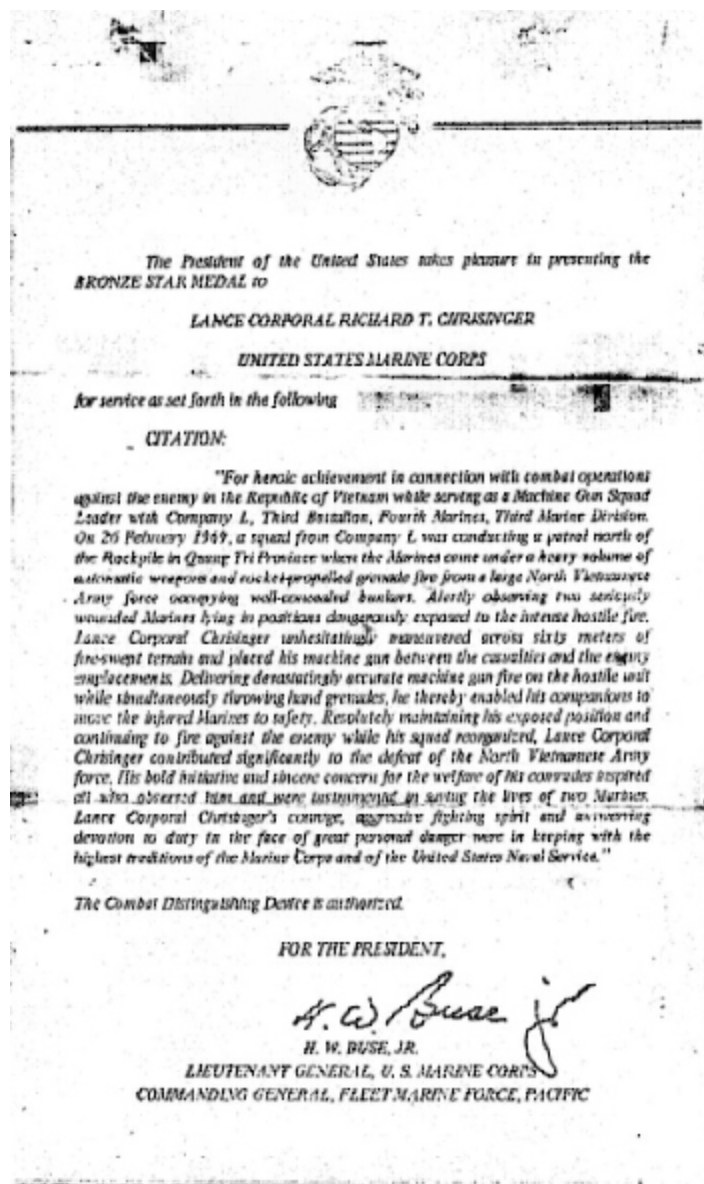 The President of the United States takes pleasure in presenting the
BRONZE STAR MEDAL to
LANCE CORPORAL RICHARD T. CHRISINGER
UNITED STATES MARINE CORPS
for service as set forth in the following
CITATION:
"For heroic achievement in connection with combat operations
against the enemy in the Republic of Vietnam while serving as a Machine Gun Squad
Leader with Company L, Third Battalion, Fourth Marines, Third Marine Division.
On 26 February 1969, a squad from Company L was conducting a patrol north of
the Rockpile in Quang Tri Province when the Marines came under a heavy volume of
automatic weapons and rocket-propelled grenade fire from a large North Vietnamese
Army force occupying well-concealed bunkers. Alertly observing two seriously
wounded Marines lying in positions dangerously exposed to the intense hostile fire,
Lance Corporal Chrisinger unhesitatingly maneuvered across sixty meters of
fire-swept terrain and placed his machine gun between the casualties and the enemy
emplacements. Delivering devastatingly accurate machine gun fire on the hostile unit
while simultaneously throwing hand grenades, he thereby enabled his companions to
move the injured Marines to safety. Resolutely maintaining his exposed position and
continuing to fire against the enemy while his squad reorganized, Lance Corporal
Chrisinger contributed significantly to the defeat of the North Vietnamese Army
force. His bold initiative and sincere concern for the welfare of his comrades inspired
all who observed him and were instrumental in saving the lives of two Marines.
Lance Corporal Chrisinger's courage, aggressive fighting spirit and unwavering
devotion to duty in the face of great personal danger were in keeping with the
highest traditions of the Marine Corps and of the United States Naval Service."
The Combat Distinguishing Device is authorized.
FOR THE PRESIDENT,
H. W. Buse Jr
H. W. BUSE, JR.
LIEUTENANT GENERAL, U. S. MARINE CORPS
COMMANDING GENERAL, FLEET MARINE FORCE, PACIFIC